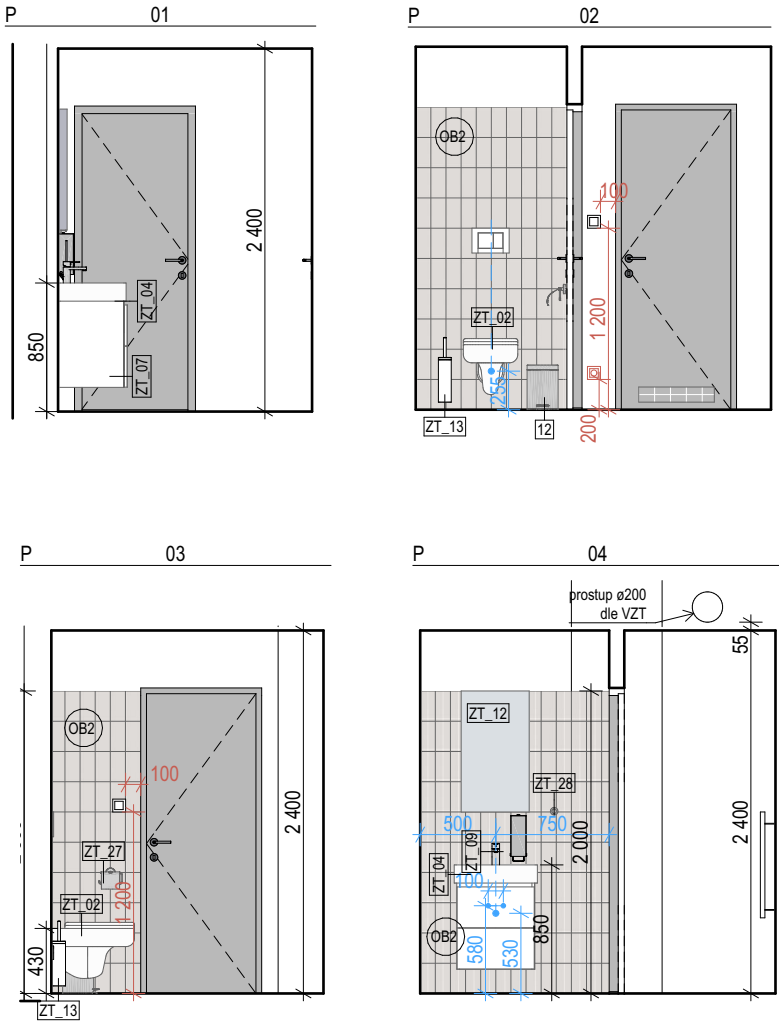 P 01
2 400
850
ZT_04
ZT_07
P 02
OB2
100
1 200
ZT_02
255
200
ZT_13
12
P 03
OB2
100
2 400
ZT_27
1 200
ZT_02
430
ZT_13
P 04
prostup ø200
dle VZT
55
ZT_12
ZT_28
500
750
2 000
2 400
ZT_09
ZT_04
100
850
OB2
580
530